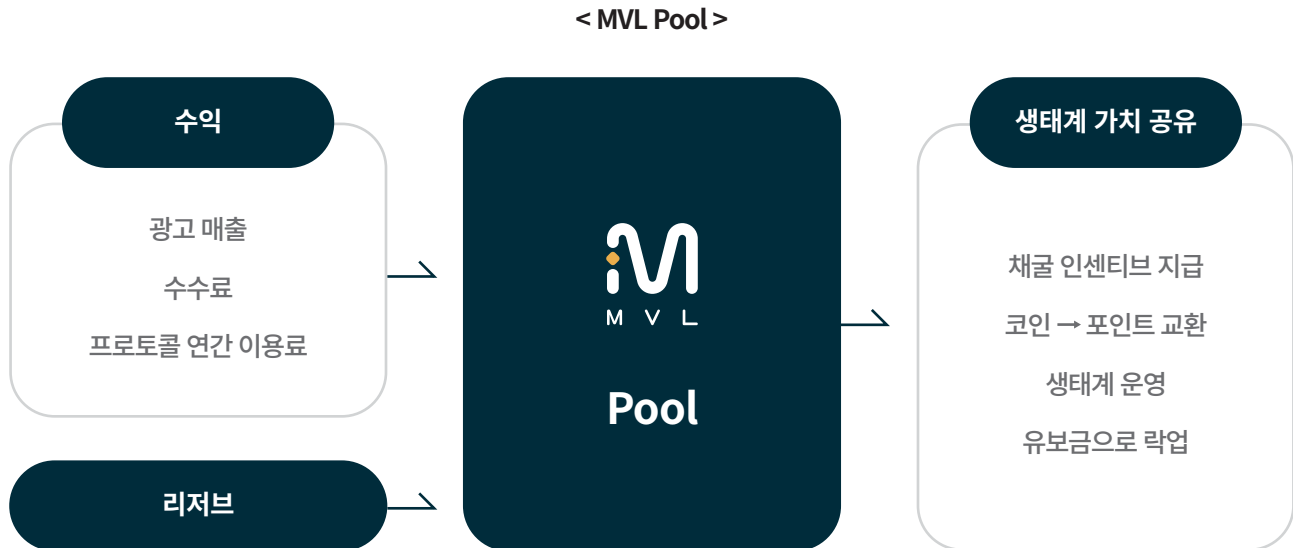 < MVL Pool >
수익
광고 매출
수수료
프로토콜 연간 이용료
리저브
MVL
Pool
생태계 가치 공유
채굴 인센티브 지급
코인 → 포인트 교환
생태계 운영
유보금으로 락업